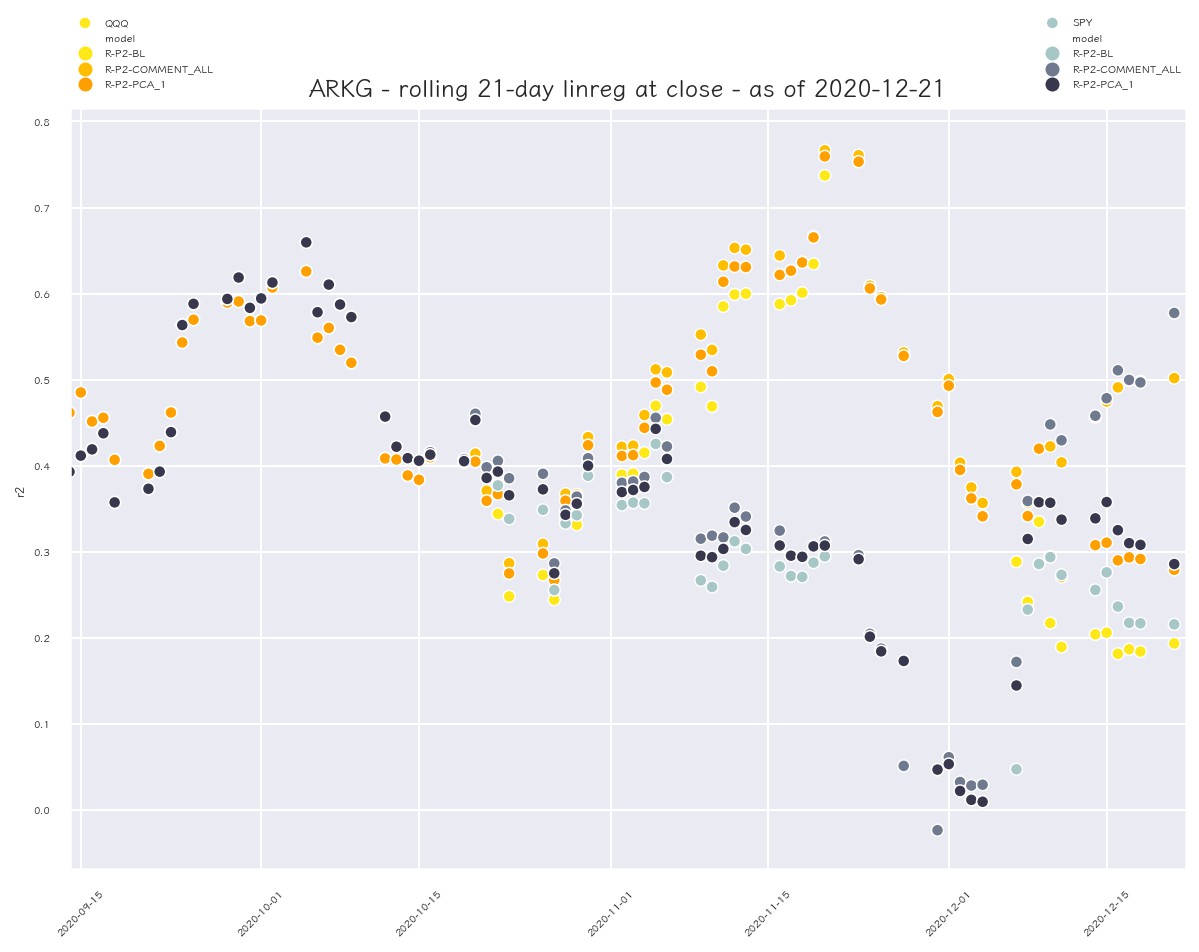 QQQ
model
R-P2-BL
R-P2-COMMENT_ALL
R-P2-PCA_1
SPY
model
R-P2-BL
R-P2-COMMENT_ALL
R-P2-PCA_1
ARKG - rolling 21-day linreg at close - as of 2020-12-21
0.8
0.7
0.6
0.5
0.4
0.3
0.2
0.1
0.0
r2
2020-09-15
2020-10-01
2020-10-15
2020-11-01
2020-11-15
2020-12-01
2020-12-15